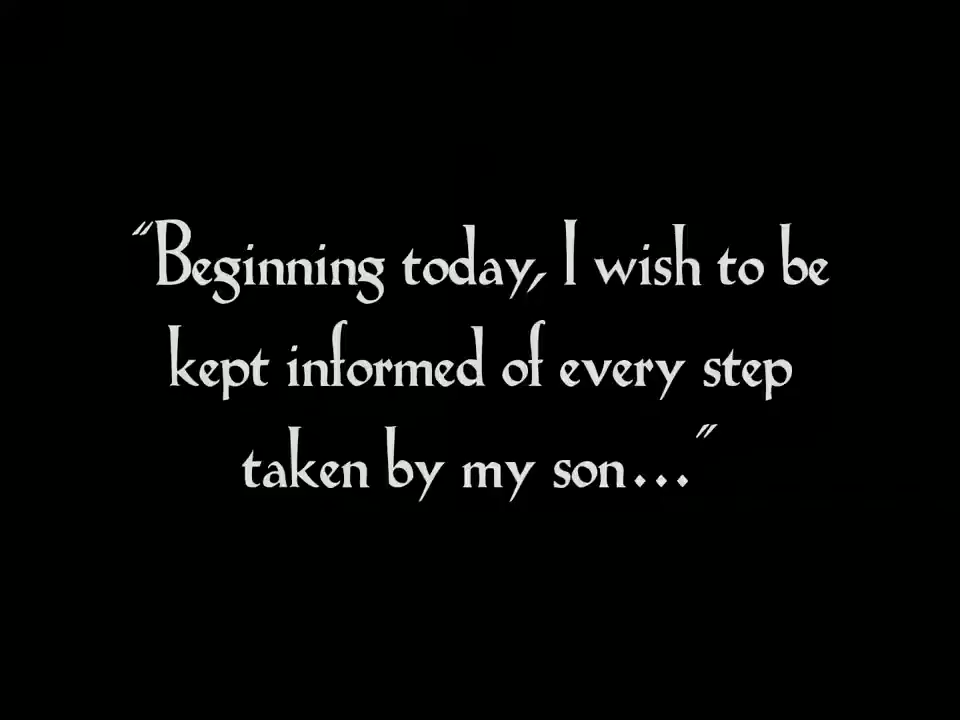 "Beginning today, I wish to be
kept informed of every step
taken by my son..."